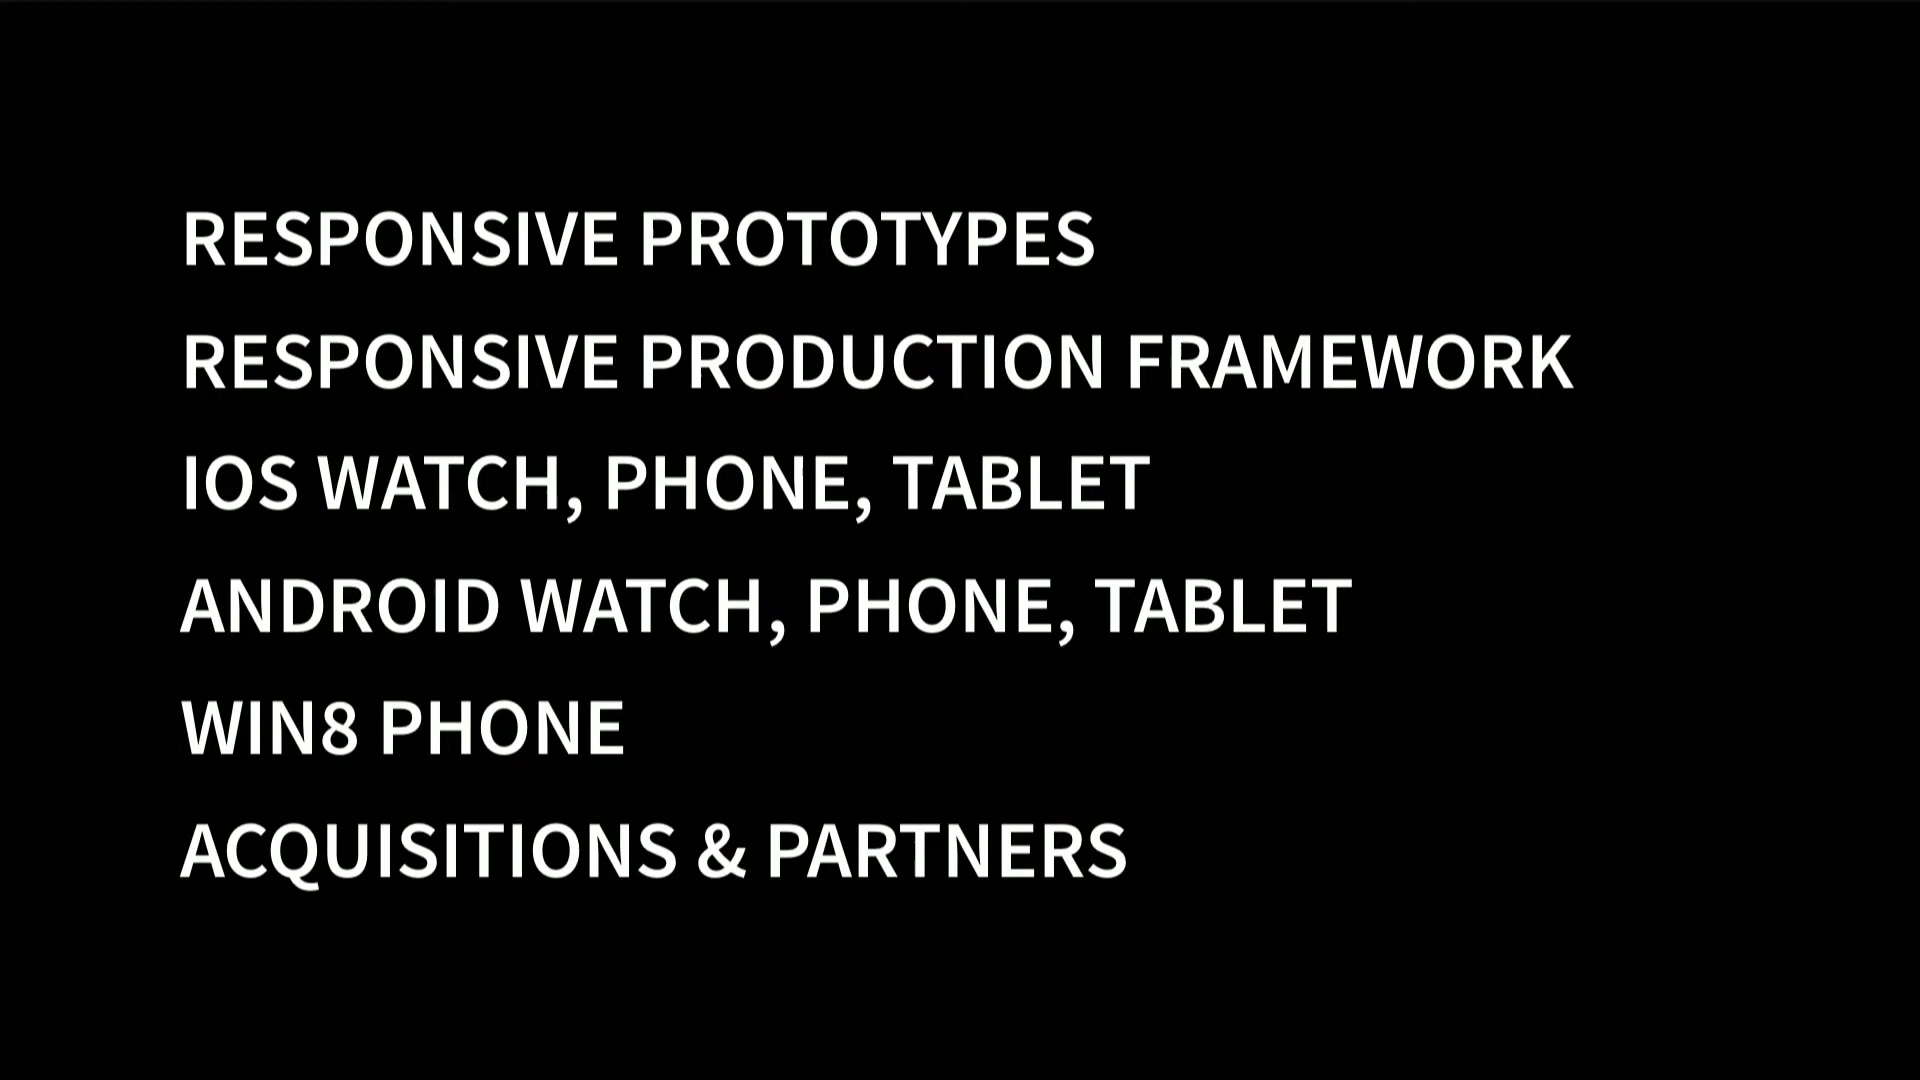 RESPONSIVE PROTOTYPES
RESPONSIVE PRODUCTION FRAMEWORK
IOS WATCH, PHONE, TABLET
ANDROID WATCH, PHONE, TABLET
WIN8 PHONE
ACQUISITIONS & PARTNERS